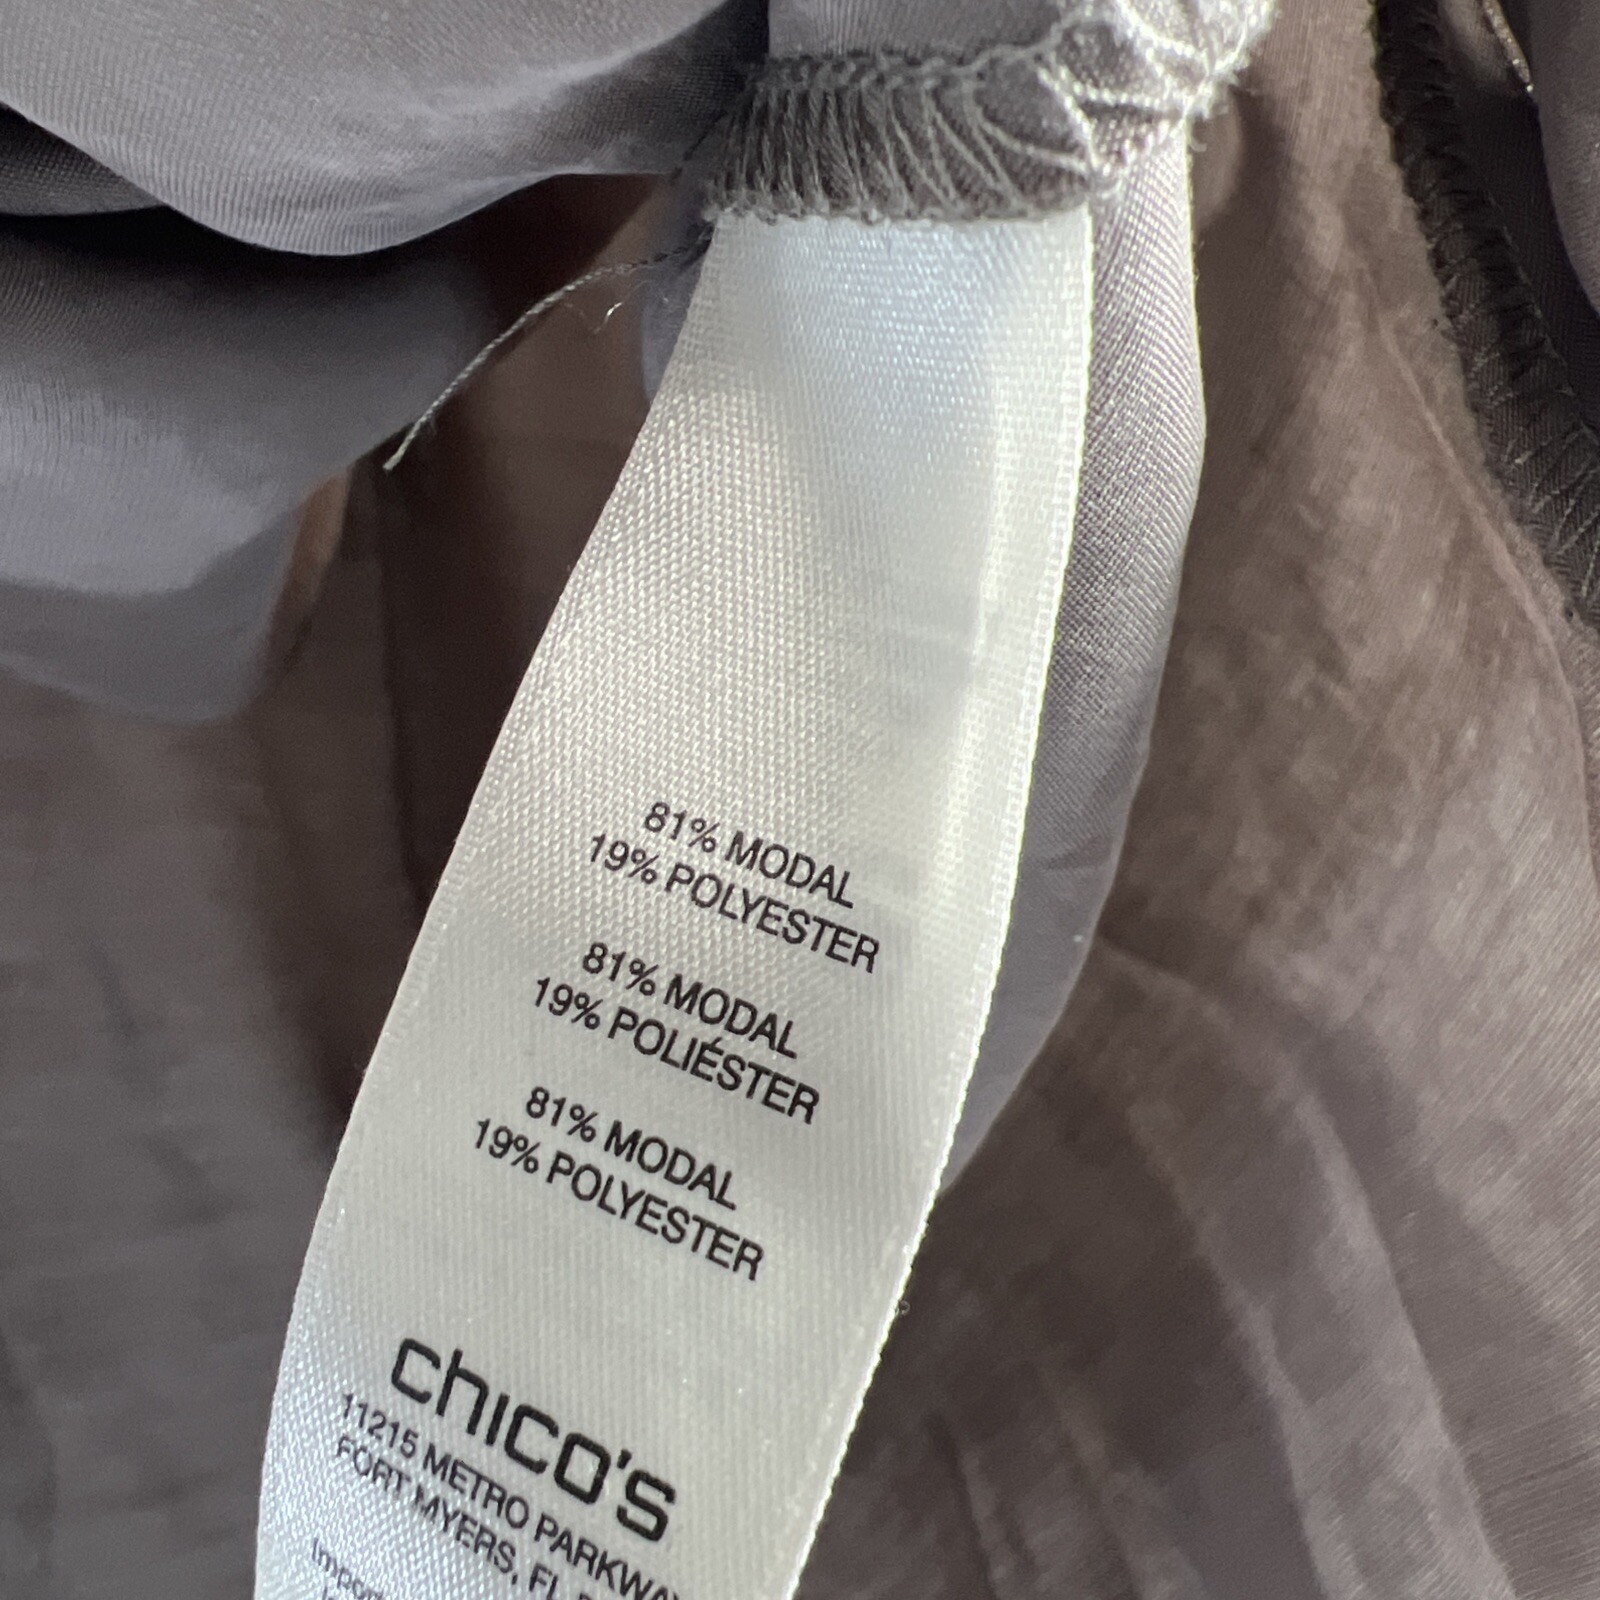 81% MODAL
19% POLYESTER
81% MODAL
19% POLIÉSTER
81% MODAL
19% POLYESTER
chico's
11215 METRO PARKWAY
FORT MYERS, FL